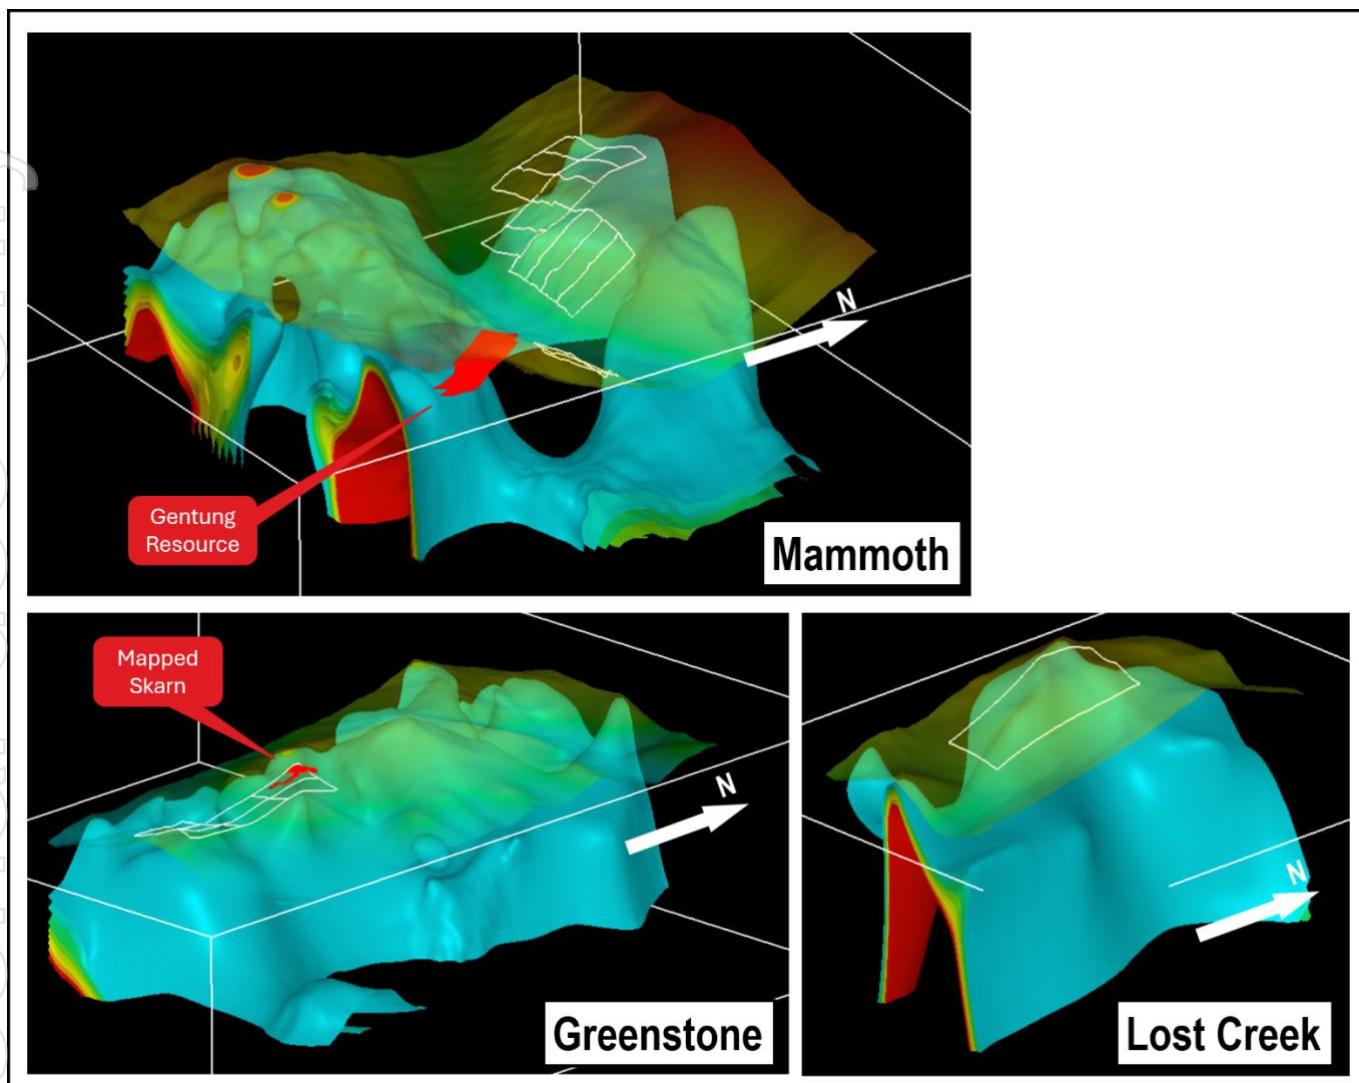 N
Gentung
Resource
Mammoth
Mapped
Skarn
N
Greenstone
N
Lost Creek